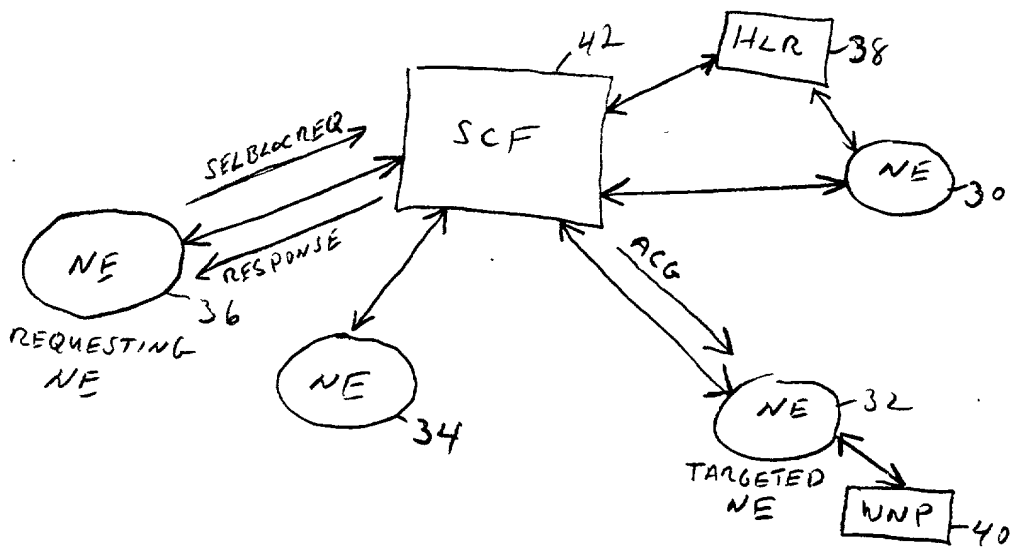 42
HLR
38
SCF
SELBLOCREQ
NE
30
NE
RESPONSE
36
REQUESTING
NE
ACG
NE
34
NE
32
TARGETED
NE
WNP
40